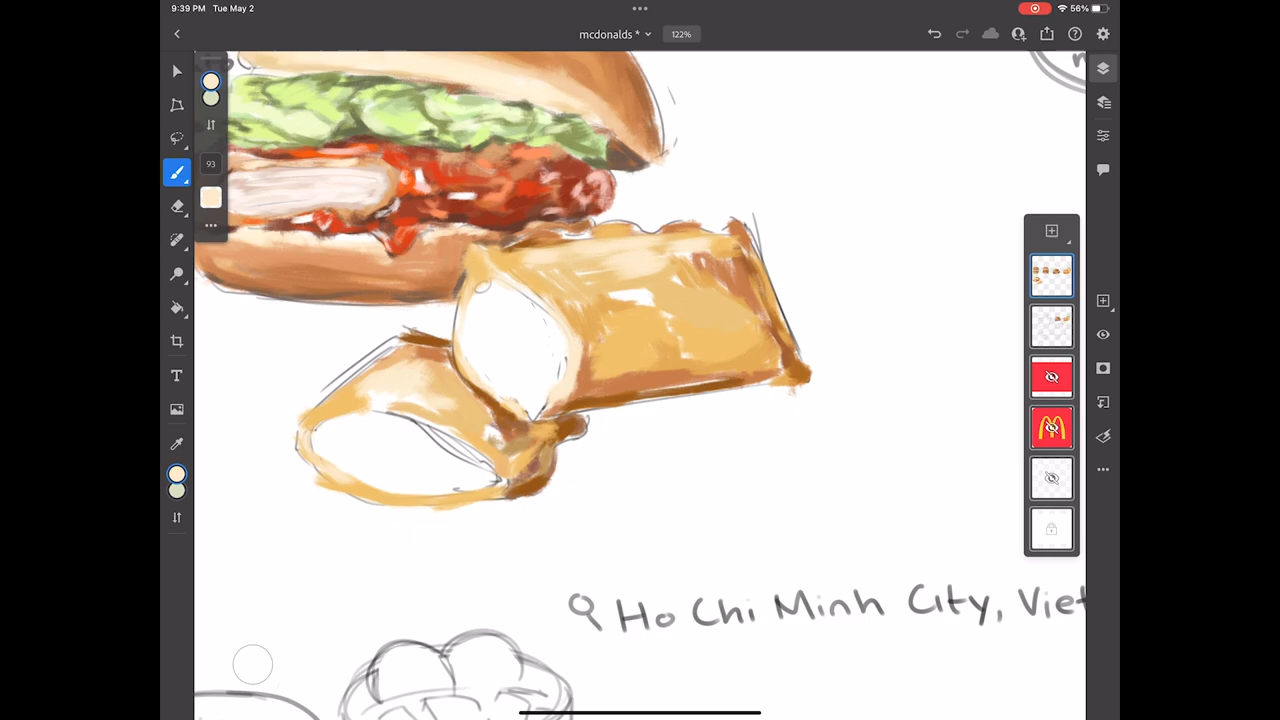 9:39 PM Tue May 2
56%
mcdonalds *
122%
93
T
Ho Chi Minh City, Viet